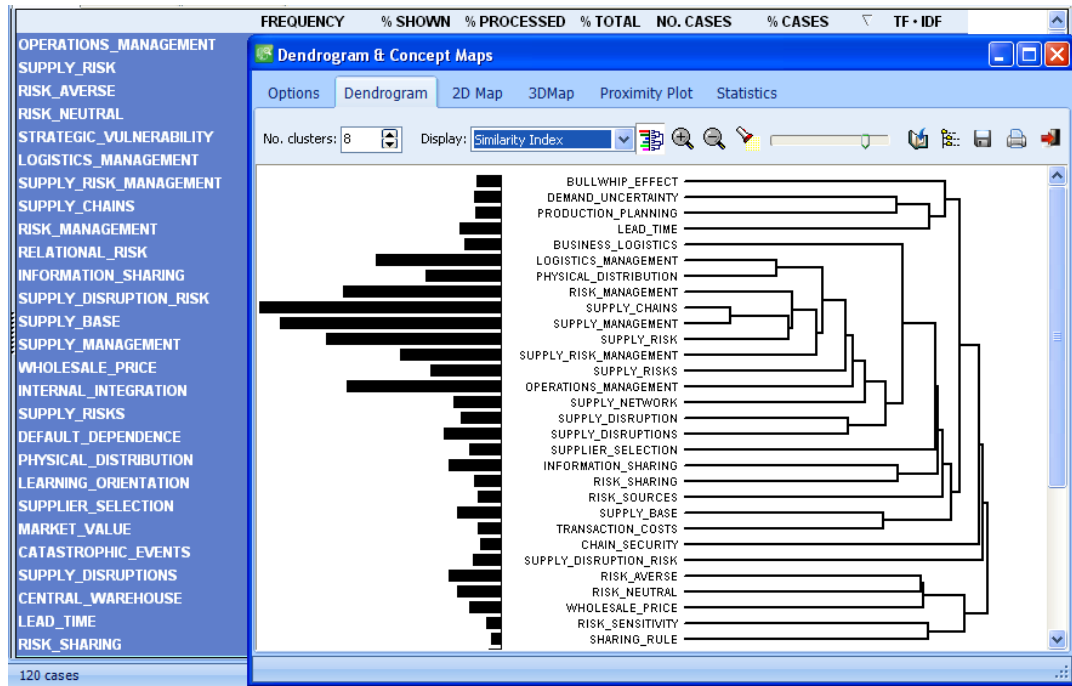 FREQUENCY % SHOWN % PROCESSED % TOTAL NO. CASES % CASES TF • IDF
OPERATIONS_MANAGEMENT
SUPPLY_RISK
RISK_AVERSE
RISK_NEUTRAL
STRATEGIC_VULNERABILITY
LOGISTICS_MANAGEMENT
SUPPLY_RISK_MANAGEMENT
SUPPLY_CHAINS
RISK_MANAGEMENT
RELATIONAL_RISK
INFORMATION_SHARING
SUPPLY_DISRUPTION_RISK
SUPPLY_BASE
SUPPLY_MANAGEMENT
WHOLESALE_PRICE
INTERNAL_INTEGRATION
SUPPLY_RISKS
DEFAULT_DEPENDENCE
PHYSICAL_DISTRIBUTION
LEARNING_ORIENTATION
SUPPLIER_SELECTION
MARKET_VALUE
CATASTROPHIC_EVENTS
SUPPLY_DISRUPTIONS
CENTRAL_WAREHOUSE
LEAD_TIME
RISK_SHARING
120 cases
Dendrogram & Concept Maps
Options Dendrogram 2D Map 3DMap Proximity Plot Statistics
No. clusters: 8 Display: Similarity Index
BULLWHIP_EFFECT
DEMAND_UNCERTAINTY
PRODUCTION_PLANNING
LEAD_TIME
BUSINESS_LOGISTICS
LOGISTICS_MANAGEMENT
PHYSICAL_DISTRIBUTION
RISK_MANAGEMENT
SUPPLY_CHAINS
SUPPLY_MANAGEMENT
SUPPLY_RISK
SUPPLY_RISK_MANAGEMENT
SUPPLY_RISKS
OPERATIONS_MANAGEMENT
SUPPLY_NETWORK
SUPPLY_DISRUPTION
SUPPLY_DISRUPTIONS
SUPPLIER_SELECTION
INFORMATION_SHARING
RISK_SHARING
RISK_SOURCES
SUPPLY_BASE
TRANSACTION_COSTS
CHAIN_SECURITY
SUPPLY_DISRUPTION_RISK
RISK_AVERSE
RISK_NEUTRAL
WHOLESALE_PRICE
RISK_SENSITIVITY
SHARING_RULE